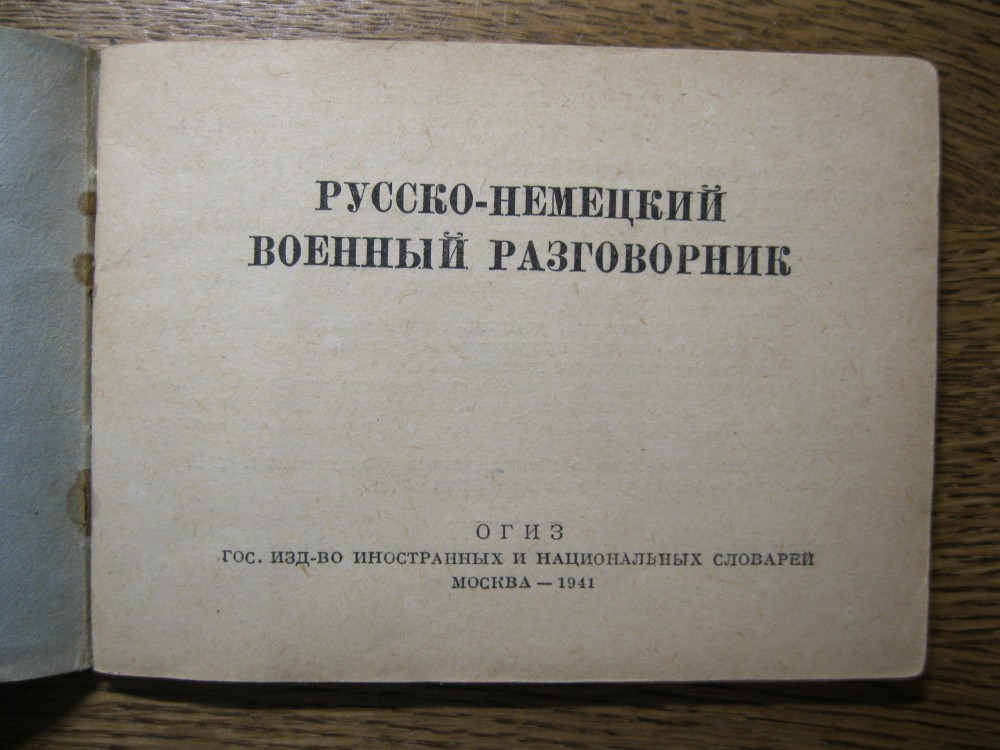 РУССКО-НЕМЕЦКИЙ
ВОЕННЫЙ РАЗГОВОРНИК
ОГИЗ
ГОС. ИЗД-ВО ИНОСТРАННЫХ И НАЦИОНАЛЬНЫХ СЛОВАРЕЙ
МОСКВА — 1941